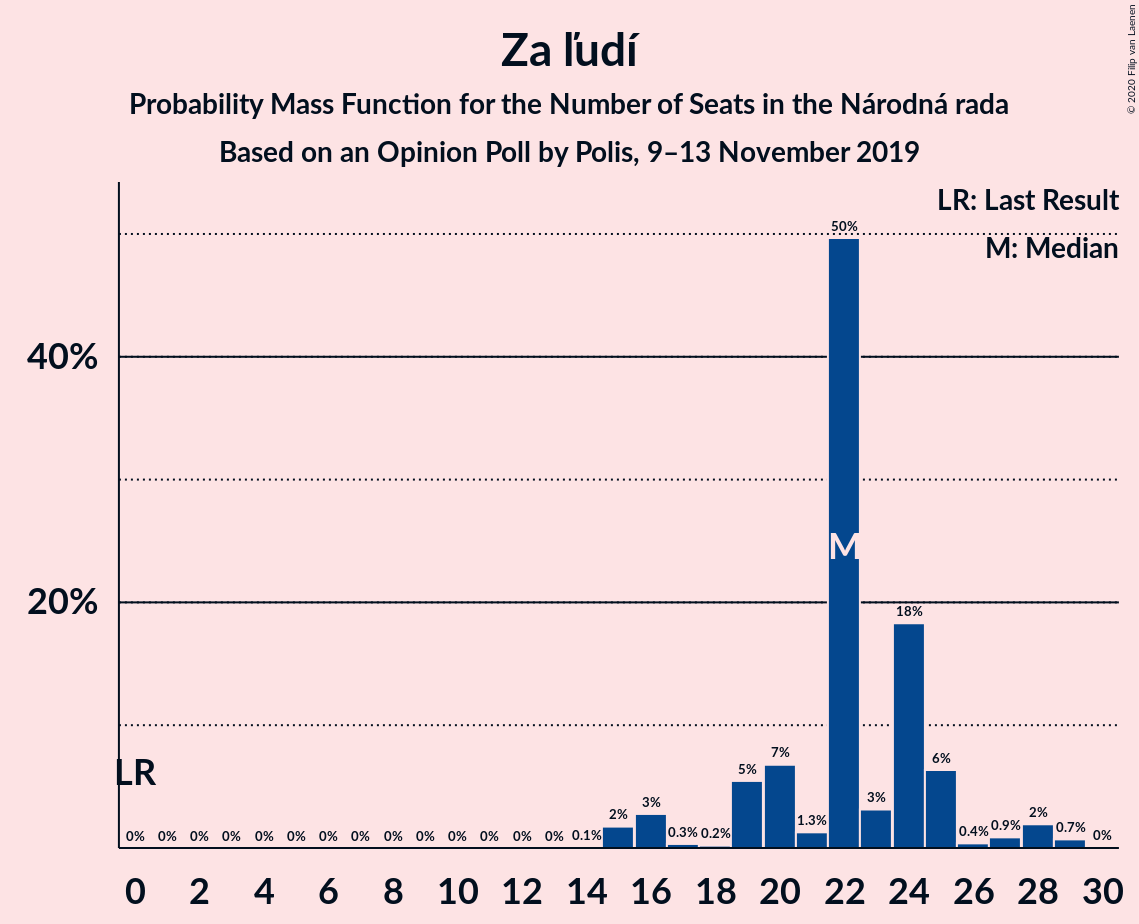 Za ľudí
Probability Mass Function for the Number of Seats in the Národná rada
Based on an Opinion Poll by Polis, 9–13 November 2019
© 2020 Filip van Laenen
LR: Last Result
M: Median
50%
40%
M
20%
18%
LR
0% 0% 0% 0% 0% 0% 0% 0% 0% 0% 0% 0% 0% 0% 0.1% 2% 3% 0.3% 0.2% 5% 7% 1.3% 3% 6% 0.4% 0.9% 2% 0.7% 0%
0 2 4 6 8 10 12 14 16 18 20 22 24 26 28 30